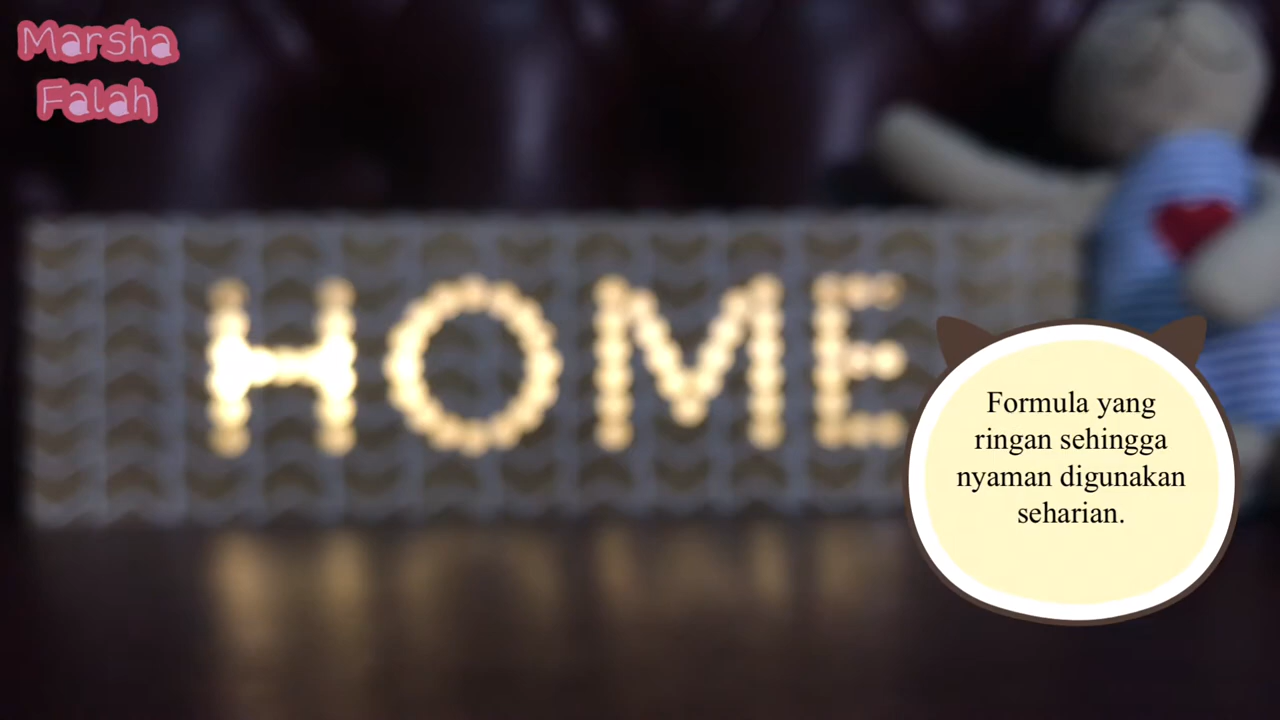 Marsha
Falah
HOME
Formula yang
ringan sehingga
nyaman digunakan
seharian.